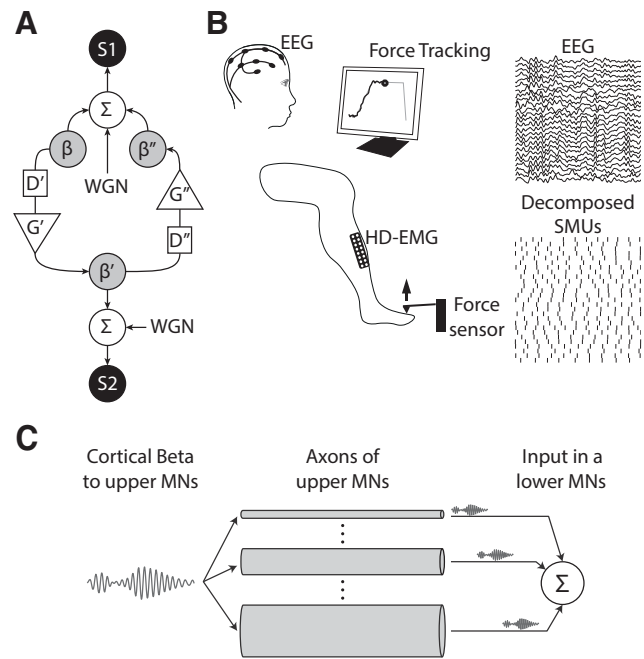 A
S1
Σ
β
β"
WGN
D'
G"
G'
D"
β'
Σ
WGN
S2
B
EEG
Force Tracking
HD-EMG
Force
sensor
EEG
Decomposed
SMUs
C
Cortical Beta
to upper MNs
Axons of
upper MNs
Input in a
lower MNs
Σ